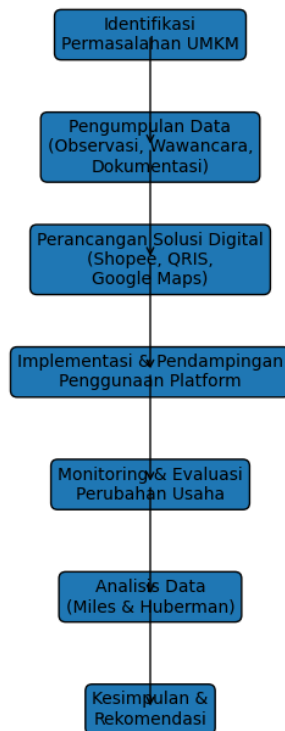 Identifikasi
Permasalahan UMKM
Pengumpulan Data
(Observasi, Wawancara,
Dokumentasi)
Perancangan Solusi Digital
(Shopee, QRIS,
Google Maps)
Implementasi & Pendampingan
Penggunaan Platform
Monitoring & Evaluasi
Perubahan Usaha
Analisis Data
(Miles & Huberman)
Kesimpulan &
Rekomendasi